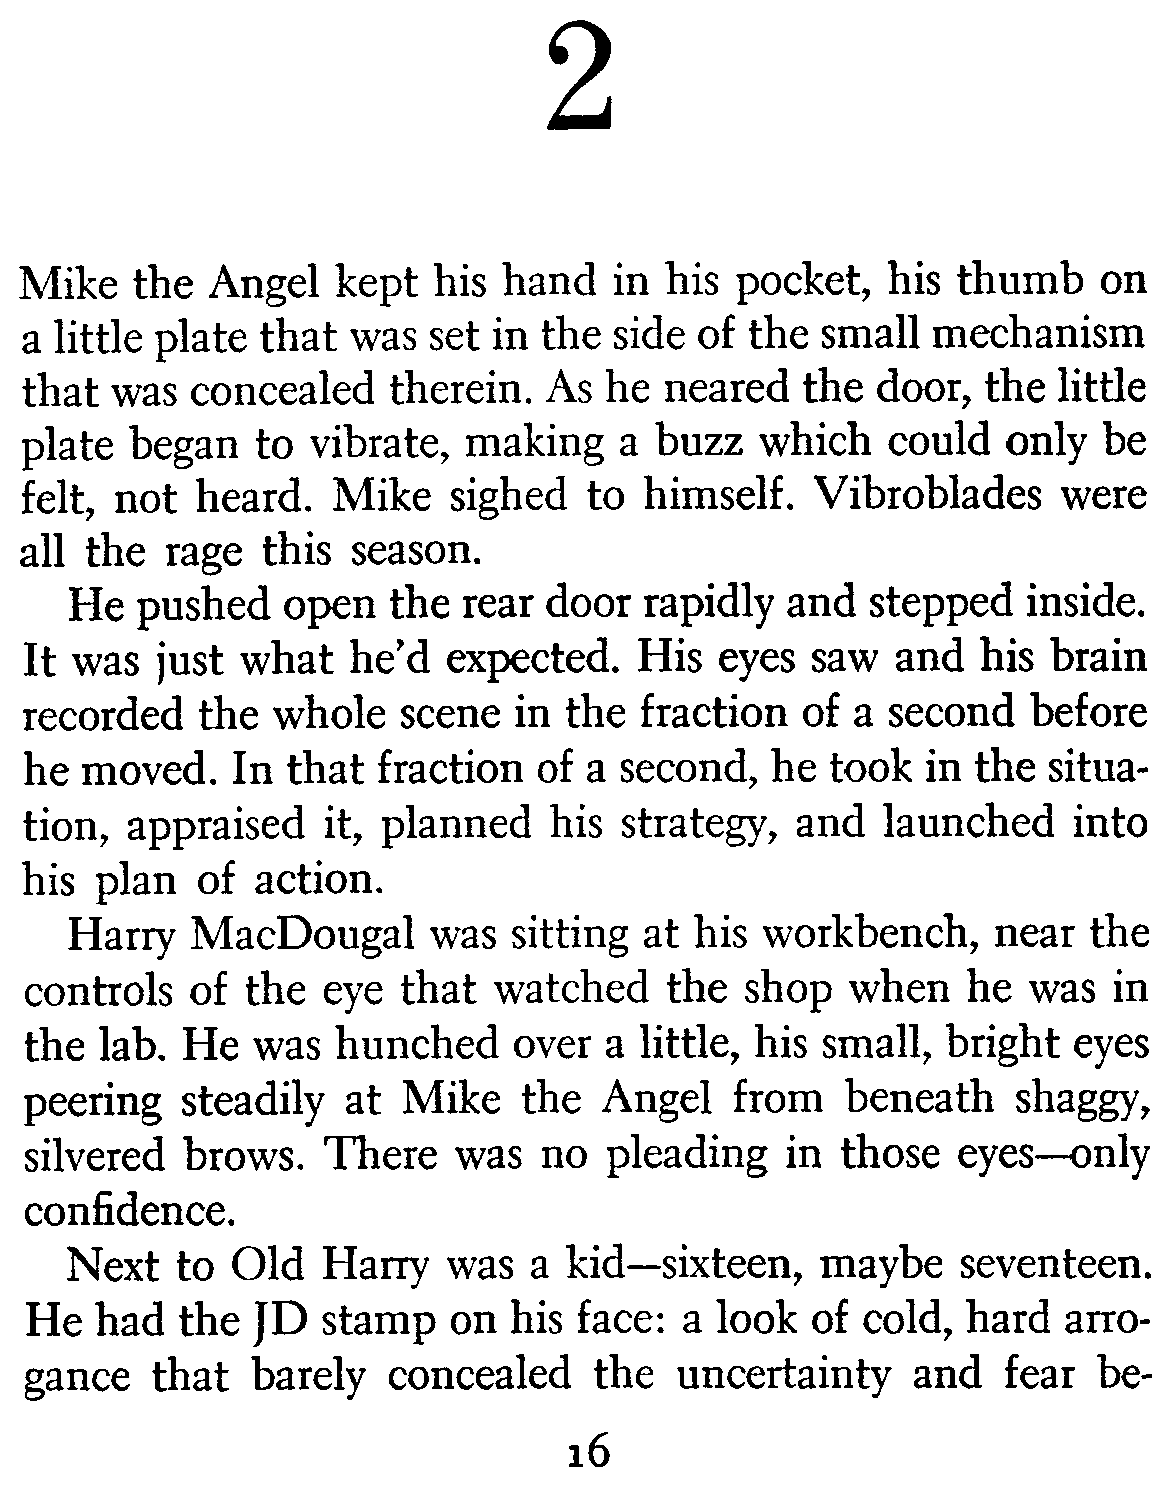 2
Mike the Angel kept his hand in his pocket, his thumb on
a little plate that was set in the side of the small mechanism
that was concealed therein. As he neared the door, the little
plate began to vibrate, making a buzz which could only be
felt, not heard. Mike sighed to himself. Vibroblades were
all the rage this season.
He pushed open the rear door rapidly and stepped inside.
It was just what he'd expected. His eyes saw and his brain
recorded the whole scene in the fraction of a second before
he moved. In that fraction of a second, he took in the situa-
tion, appraised it, planned his strategy, and launched into
his plan of action.
Harry MacDougal was sitting at his workbench, near the
controls of the eye that watched the shop when he was in
the lab. He was hunched over a little, his small, bright eyes
peering steadily at Mike the Angel from beneath shaggy,
silvered brows. There was no pleading in those eyes—only
confidence.
Next to Old Harry was a kid—sixteen, maybe seventeen.
He had the JD stamp on his face: a look of cold, hard arro-
gance that barely concealed the uncertainty and fear be-
16